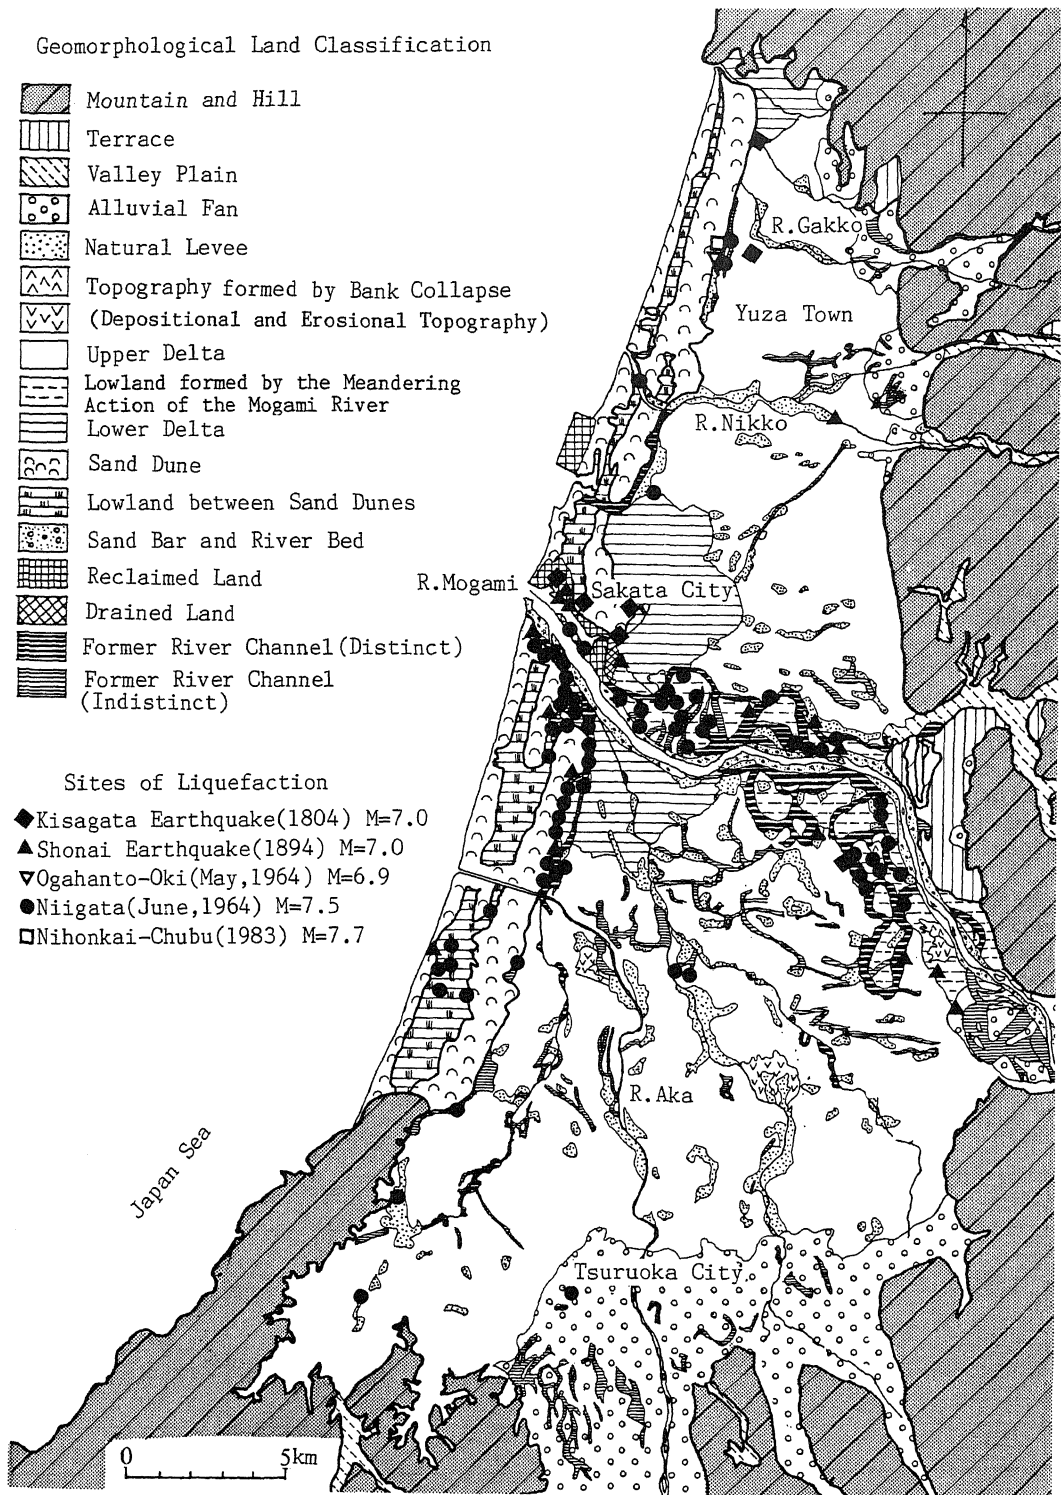 Geomorphological Land Classification
Mountain and Hill
Terrace
Valley Plain
Alluvial Fan
Natural Levee
Topography formed by Bank Collapse
(Depositional and Erosional Topography)
Upper Delta
Lowland formed by the Meandering
Action of the Mogami River
Lower Delta
Sand Dune
Lowland between Sand Dunes
Sand Bar and River Bed
Reclaimed Land
Drained Land
Former River Channel(Distinct)
Former River Channel
(Indistinct)
Sites of Liquefaction
◆Kisagata Earthquake(1804) M=7.0
▲Shonai Earthquake(1894) M=7.0
▽Ogahanto-Oki(May,1964) M=6.9
●Niigata(June,1964) M=7.5
□Nihonkai-Chubu(1983) M=7.7
R.Gakko
Yuza Town
R.Nikko
R.Mogami
Sakata City
R.Aka
Japan Sea
Tsuruoka City
0 5km